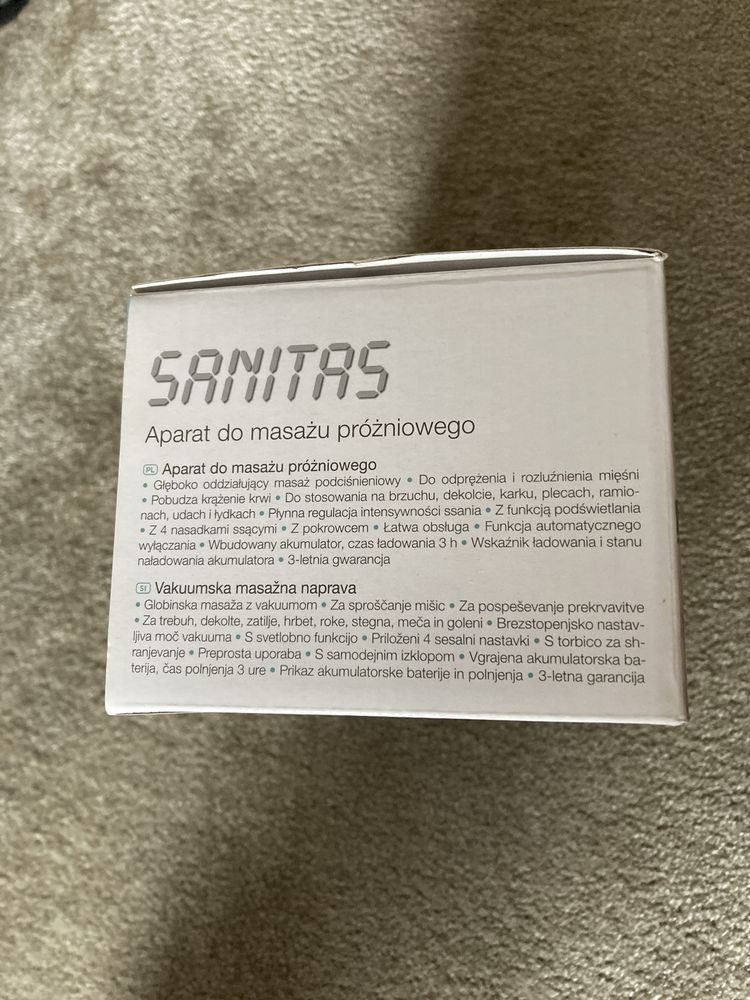 SANITAS
Aparat do masażu próżniowego
PL Aparat do masażu próżniowego
• Głęboko oddziałujący masaż podciśnieniowy • Do odprężenia i rozluźnienia mięśni
• Pobudza krążenie krwi • Do stosowania na brzuchu, dekolcie, karku, plecach, ramio-
nach, udach i łydkach • Płynna regulacja intensywności ssania • Z funkcją podświetlania
• Z 4 nasadkami ssącymi • Z pokrowcem • Łatwa obsługa • Funkcja automatycznego
wyłączania • Wbudowany akumulator, czas ładowania 3 h • Wskaźnik ładowania i stanu
naładowania akumulatora • 3-letnia gwarancja
SI Vakuumska masažna naprava
• Globinska masaža z vakuumom • Za sproščanje mišic • Za pospeševanje prekrvavitve
• Za trebuh, dekolte, zatilje, hrbet, roke, stegna, meča in goleni • Brezstopenjsko nastav-
ljiva moč vakuuma • S svetlobno funkcijo • Priloženi 4 sesalni nastavki • S torbico za sh-
ranjevanje • Preprosta uporaba • S samodejnim izklopom • Vgrajena akumulatorska ba-
terija, čas polnjenja 3 ure • Prikaz akumulatorske baterije in polnjenja • 3-letna garancija